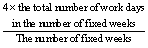 4×the total number of work days
in the number of fixed weeks
The number of fixed weeks